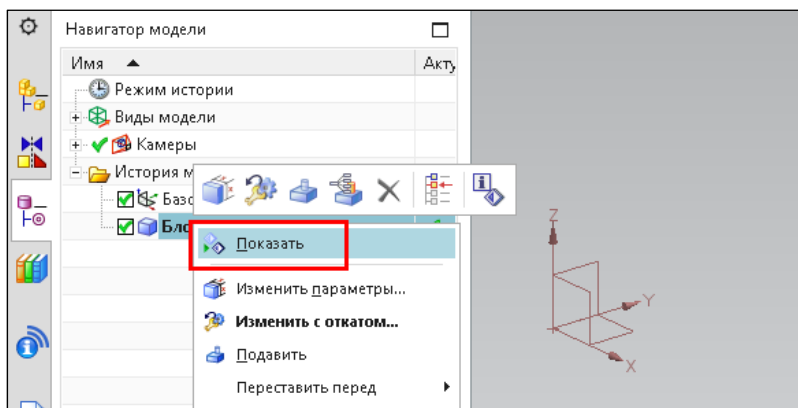 Навигатор модели
Имя Акт
Режим истории
Виды модели
Камеры
История м
Базо
Бло
Показать
Изменить параметры...
Изменить с откатом...
Подавить
Переставить перед
Z
Y
X